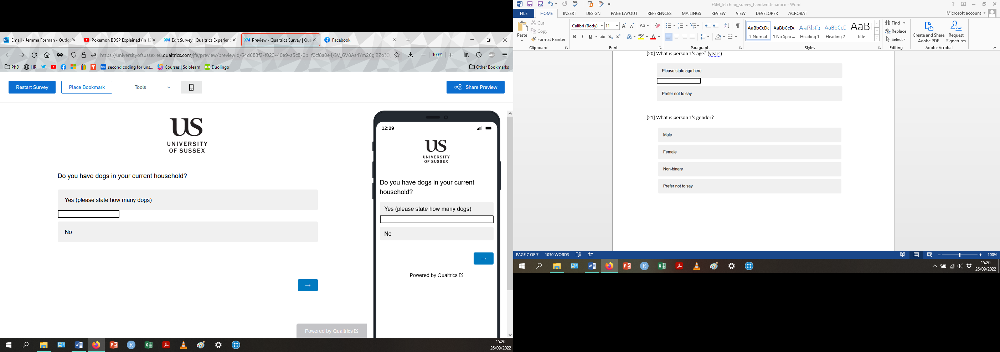 Email - Jemma Forman - Outlo
Pokemon BDSP Explained (in 12
XM Edit Survey | Qualtrics Experienc
XM Preview - Qualtrics Survey | Qua
Facebook
https://universityofsussex.eu.qualtrics.com/jfe/preview/previewId/64d683f2-f023-40e9-a5c8-0b1f0cf8a0e4/SV_6V8As4Ym26gi2Zo?Q
100%
ABP
PhD
HR
second coding for uns...
Courses | Sololearn
Duolingo
Other Bookmarks
Restart Survey
Place Bookmark
Tools
Share Preview
US
UNIVERSITY
OF SUSSEX
Do you have dogs in your current household?
Yes (please state how many dogs)
No
→
Powered by Qualtrics
12:29
US
UNIVERSITY
OF SUSSEX
Do you have dogs in your current
household?
Yes (please state how many dogs)
No
→
Powered by Qualtrics
15:20
26/09/2022
ESM_fetching_survey_handwritten.docx - Word
FILE
HOME
INSERT
DESIGN
PAGE LAYOUT
REFERENCES
MAILINGS
REVIEW
VIEW
DEVELOPER
ACROBAT
Microsoft account
Paste
Cut
Copy
Format Painter
Clipboard
Calibri (Body)
11
Font
Paragraph
AaBbCcDc
¶ Normal
AaBbCcDc
¶ No Spac...
AaBbCc
Heading 1
AaBbCcE
Heading 2
AaBl
Title
Styles
Find
Replace
Select
Editing
Create and Share
Adobe PDF
Request
Signatures
Adobe Acrobat
[20] What is person 1's age? (years)
Please state age here
Prefer not to say
[21] What is person 1's gender?
Male
Female
Non-binary
Prefer not to say
PAGE 7 OF 7
1030 WORDS
100%
15:20
26/09/2022